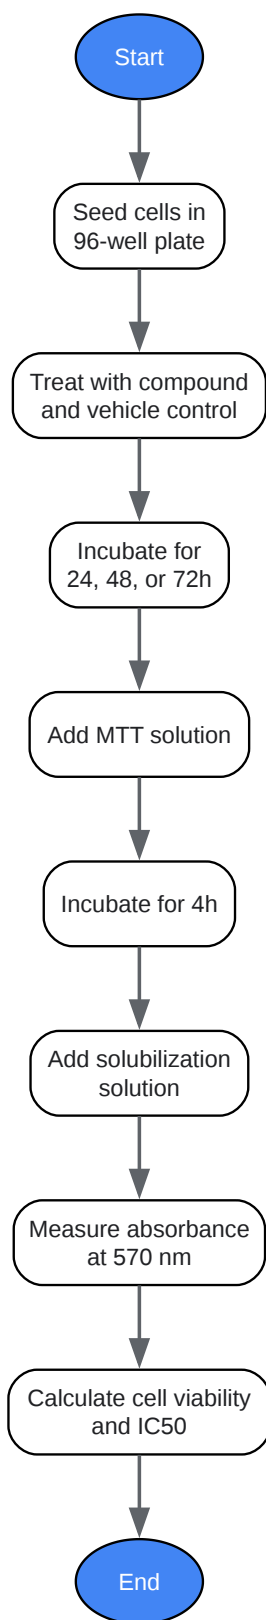 Start
Seed cells in
96-well plate
Treat with compound
and vehicle control
Incubate for
24, 48, or 72h
Add MTT solution
Incubate for 4h
Add solubilization
solution
Measure absorbance
at 570 nm
Calculate cell viability
and IC50
End